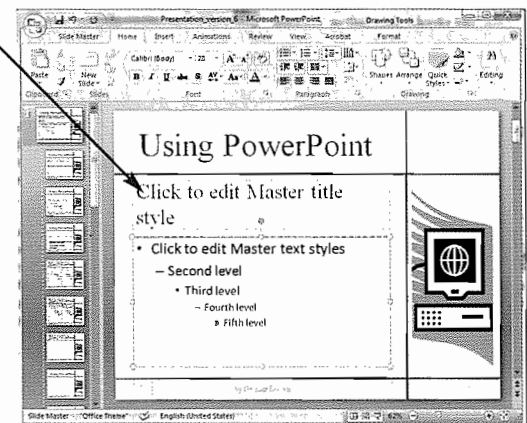 Presentation_version_6 - Microsoft PowerPoint Drawing Tools
Slide Master Home Insert Animations Review View Acrobat Format
Calibri (Body) 28
Paste New Slide Shapes Arrange Quick Styles Editing
Clipboard Slides Font Paragraph Drawing
Using PowerPoint
Click to edit Master title
style
• Click to edit Master text styles
– Second level
• Third level
– Fourth level
» Fifth level
Slide Master "Office Theme" English (United States) 62%